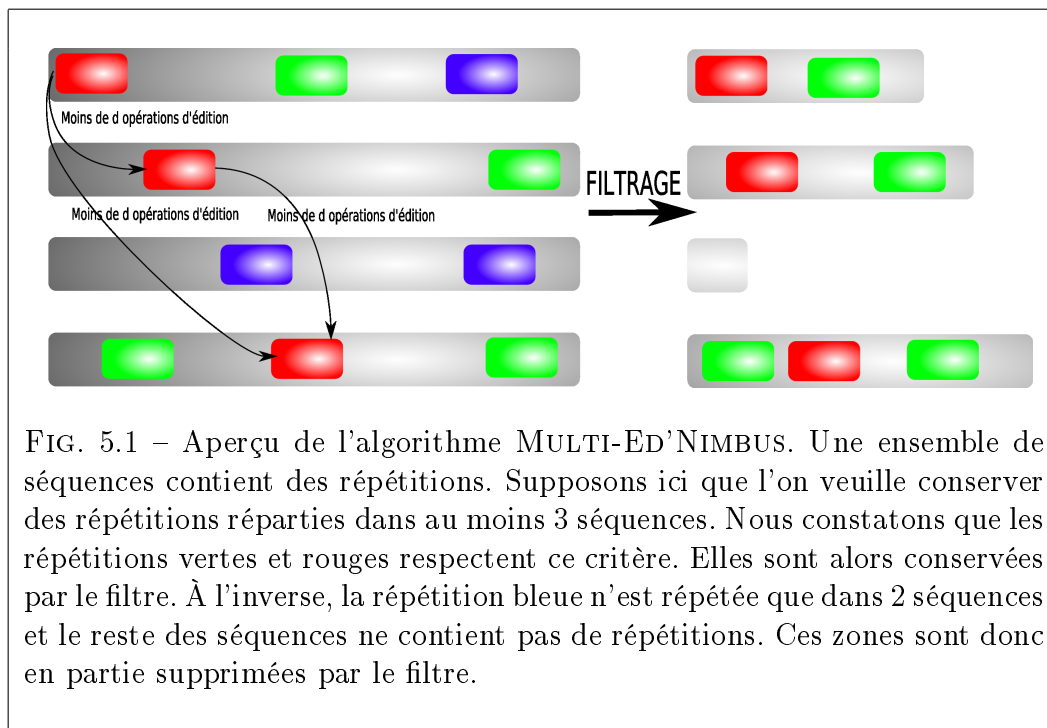 Moins de d opérations d'édition
FILTRAGE
Moins de d opérations d'édition
Moins de d opérations d'édition
FIG. 5.1 – Aperçu de l'algorithme MULTI-ED'NIMBUS. Une ensemble de
séquences contient des répétitions. Supposons ici que l'on veuille conserver
des répétitions réparties dans au moins 3 séquences. Nous constatons que les
répétitions vertes et rouges respectent ce critère. Elles sont alors conservées
par le filtre. À l'inverse, la répétition bleue n'est répétée que dans 2 séquences
et le reste des séquences ne contient pas de répétitions. Ces zones sont donc
en partie supprimées par le filtre.